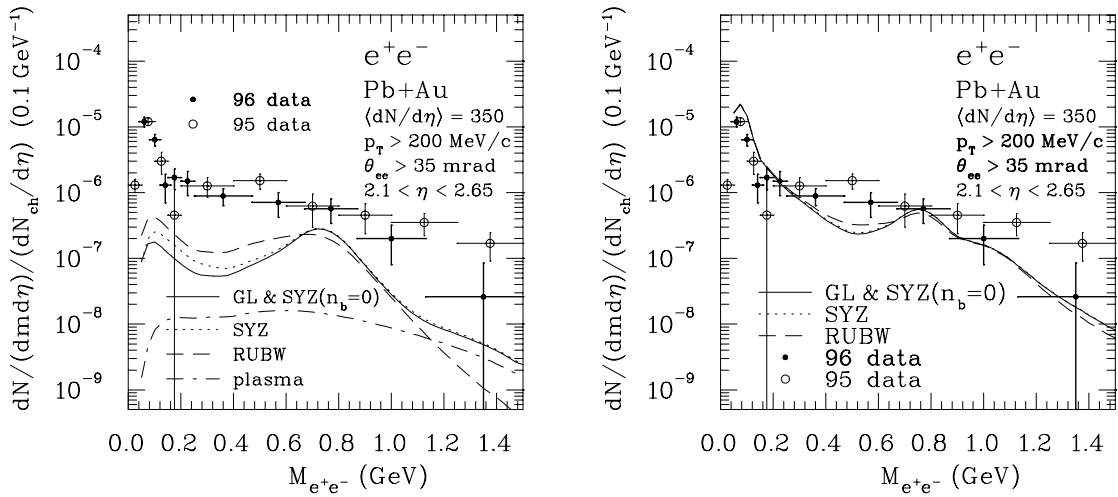 dN/(dmdη)/(dN_ch/dη) (0.1 GeV⁻¹)
10⁻⁴
10⁻⁵
10⁻⁶
10⁻⁷
10⁻⁸
10⁻⁹
e⁺e⁻
Pb+Au
⟨dN/dη⟩ = 350
p_T > 200 MeV/c
θ_ee > 35 mrad
2.1 < η < 2.65
96 data
95 data
GL & SYZ(n_b=0)
SYZ
RUBW
plasma
0.0 0.2 0.4 0.6 0.8 1.0 1.2 1.4
M_e⁺e⁻ (GeV)
dN/(dmdη)/(dN_ch/dη) (0.1 GeV⁻¹)
10⁻⁴
10⁻⁵
10⁻⁶
10⁻⁷
10⁻⁸
10⁻⁹
e⁺e⁻
Pb+Au
⟨dN/dη⟩ = 350
p_T > 200 MeV/c
θ_ee > 35 mrad
2.1 < η < 2.65
GL & SYZ(n_b=0)
SYZ
RUBW
96 data
95 data
0.0 0.2 0.4 0.6 0.8 1.0 1.2 1.4
M_e⁺e⁻ (GeV)